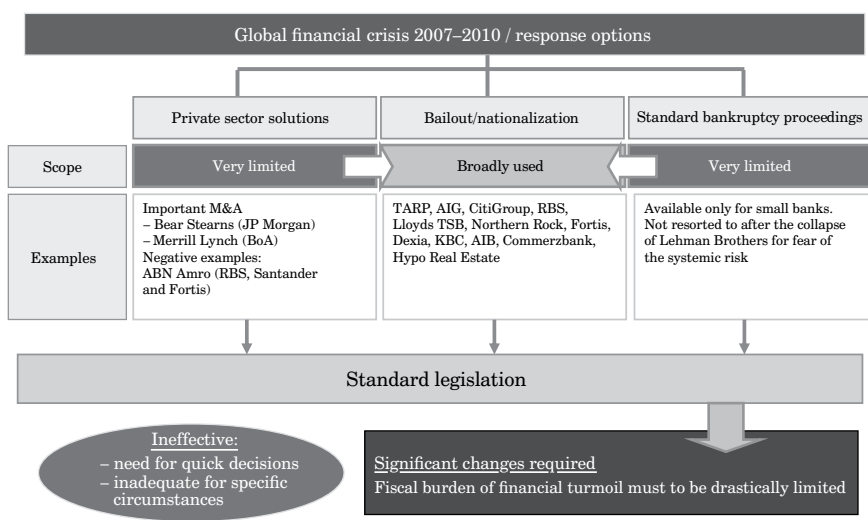 Global financial crisis 2007–2010 / response options
Private sector solutions
Bailout/nationalization
Standard bankruptcy proceedings
Scope
Very limited
Broadly used
Very limited
Examples
Important M&A
– Bear Stearns (JP Morgan)
– Merrill Lynch (BoA)
Negative examples:
ABN Amro (RBS, Santander
and Fortis)
TARP, AIG, CitiGroup, RBS,
Lloyds TSB, Northern Rock, Fortis,
Dexia, KBC, AIB, Commerzbank,
Hypo Real Estate
Available only for small banks.
Not resorted to after the collapse
of Lehman Brothers for fear of
the systemic risk
Standard legislation
Ineffective:
– need for quick decisions
– inadequate for specific
circumstances
Significant changes required
Fiscal burden of financial turmoil must to be drastically limited